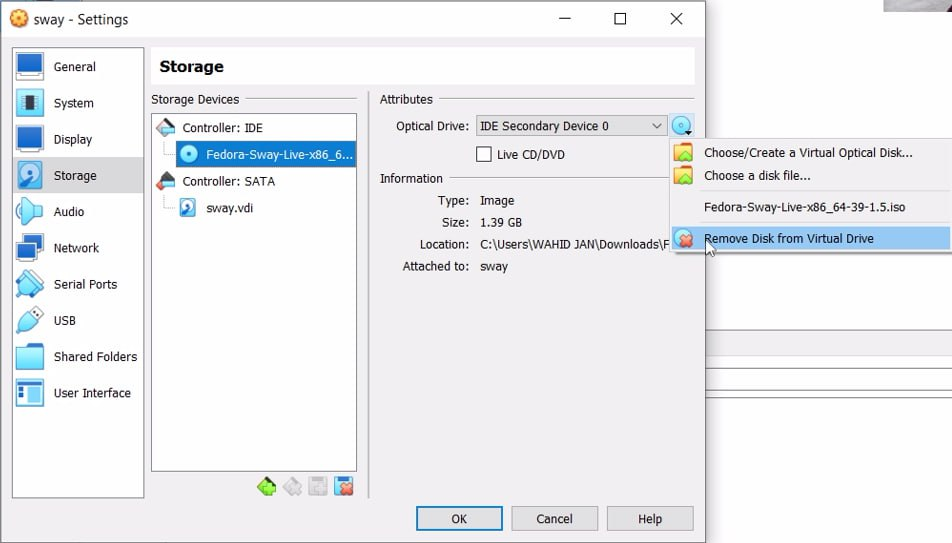 sway - Settings
General
System
Display
Storage
Audio
Network
Serial Ports
USB
Shared Folders
User Interface
Storage
Storage Devices
Controller: IDE
Fedora-Sway-Live-x86_6...
Controller: SATA
sway.vdi
Attributes
Optical Drive: IDE Secondary Device 0
Live CD/DVD
Information
Type: Image
Size: 1.39 GB
Location: C:\Users\WAHID JAN\Downloads\F
Attached to: sway
Choose/Create a Virtual Optical Disk...
Choose a disk file...
Fedora-Sway-Live-x86_64-39-1.5.iso
Remove Disk from Virtual Drive
OK
Cancel
Help